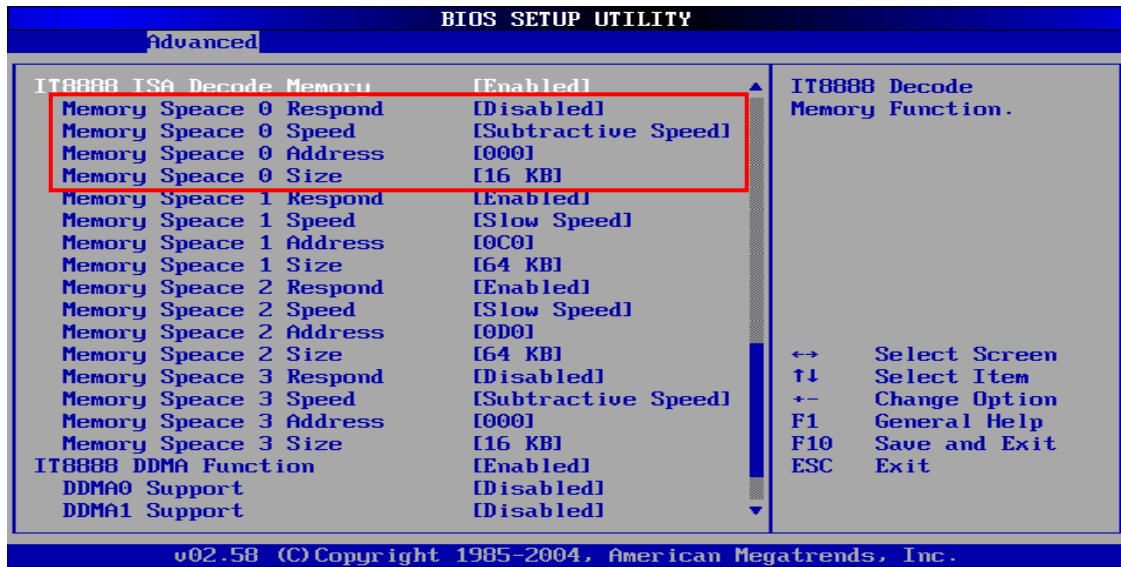 BIOS SETUP UTILITY
Advanced
IT8888 ISA Decode Memory [Enabled]
Memory Speace 0 Respond [Disabled]
Memory Speace 0 Speed [Subtractive Speed]
Memory Speace 0 Address [000]
Memory Speace 0 Size [16 KB]
Memory Speace 1 Respond [Enabled]
Memory Speace 1 Speed [Slow Speed]
Memory Speace 1 Address [0C0]
Memory Speace 1 Size [64 KB]
Memory Speace 2 Respond [Enabled]
Memory Speace 2 Speed [Slow Speed]
Memory Speace 2 Address [0D0]
Memory Speace 2 Size [64 KB]
Memory Speace 3 Respond [Disabled]
Memory Speace 3 Speed [Subtractive Speed]
Memory Speace 3 Address [000]
Memory Speace 3 Size [16 KB]
IT8888 DDMA Function [Enabled]
DDMA0 Support [Disabled]
DDMA1 Support [Disabled]
IT8888 Decode
Memory Function.
←→ Select Screen
↑↓ Select Item
+- Change Option
F1 General Help
F10 Save and Exit
ESC Exit
v02.58 (C)Copyright 1985-2004, American Megatrends, Inc.